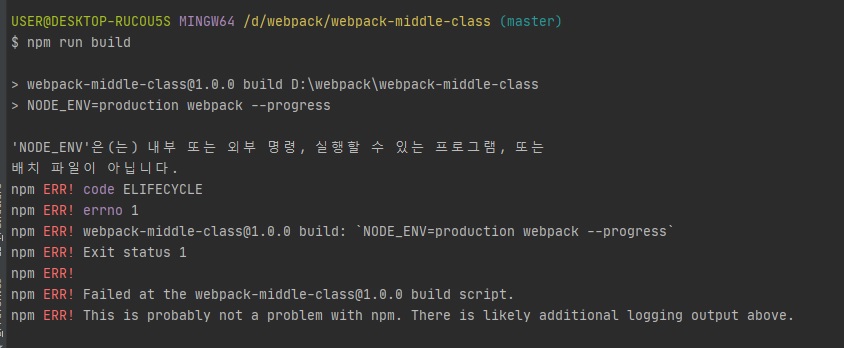 USER@DESKTOP-RUCOU5S MINGW64 /d/webpack/webpack-middle-class (master)
$ npm run build
> webpack-middle-class@1.0.0 build D:\webpack\webpack-middle-class
> NODE_ENV=production webpack --progress
'NODE_ENV'은(는) 내부 또는 외부 명령, 실행할 수 있는 프로그램, 또는
배치 파일이 아닙니다.
npm ERR! code ELIFECYCLE
npm ERR! errno 1
npm ERR! webpack-middle-class@1.0.0 build: `NODE_ENV=production webpack --progress`
npm ERR! Exit status 1
npm ERR!
npm ERR! Failed at the webpack-middle-class@1.0.0 build script.
npm ERR! This is probably not a problem with npm. There is likely additional logging output above.